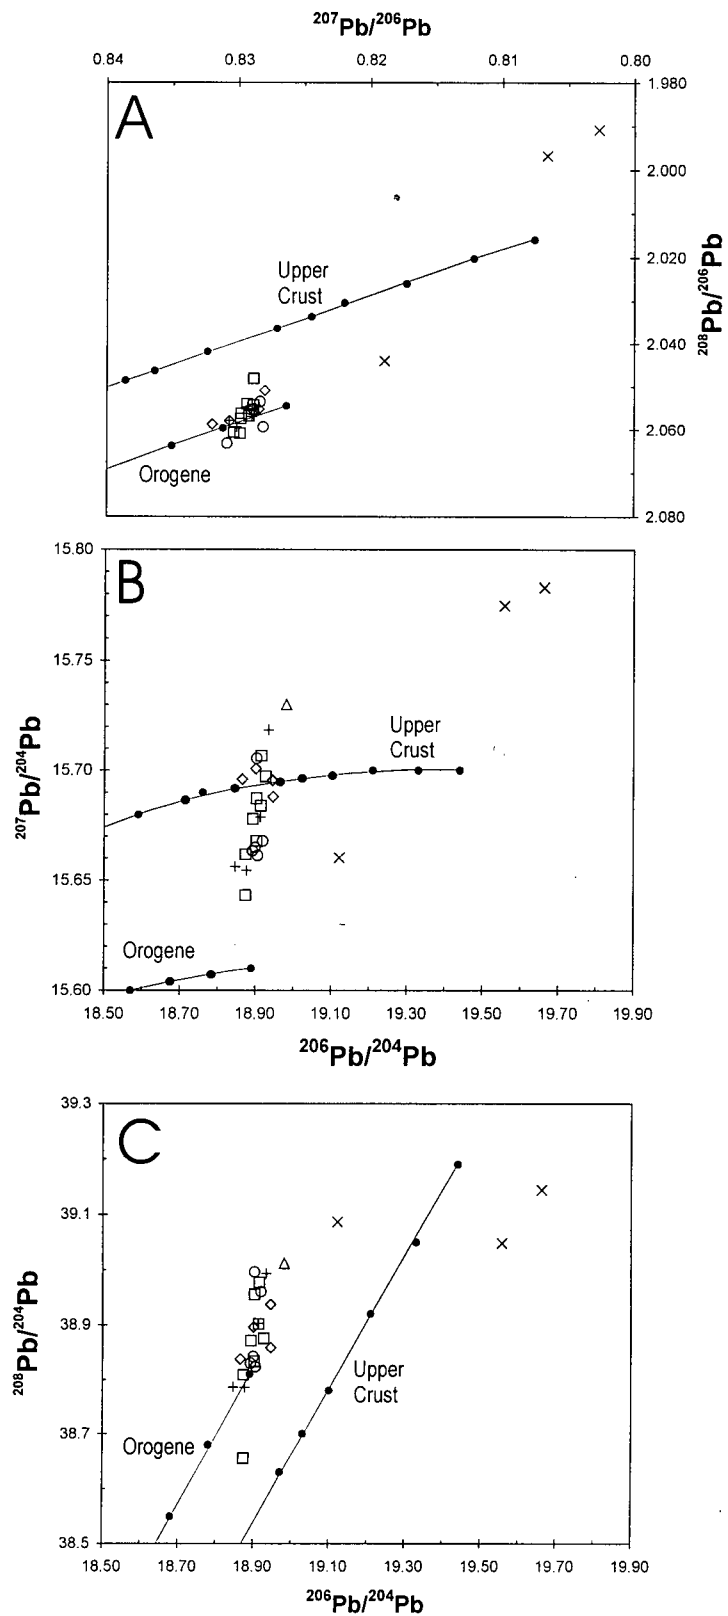 ²⁰⁷Pb/²⁰⁶Pb
0.84 0.83 0.82 0.81 0.80
A
1.980
2.000
2.020
2.040
2.060
2.080
²⁰⁸Pb/²⁰⁶Pb
Upper
Crust
Orogene
B
15.80
15.75
15.70
15.65
15.60
²⁰⁷Pb/²⁰⁴Pb
Upper
Crust
Orogene
18.50 18.70 18.90 19.10 19.30 19.50 19.70 19.90
²⁰⁶Pb/²⁰⁴Pb
C
39.3
39.1
38.9
38.7
38.5
²⁰⁸Pb/²⁰⁴Pb
Upper
Crust
Orogene
18.50 18.70 18.90 19.10 19.30 19.50 19.70 19.90
²⁰⁶Pb/²⁰⁴Pb